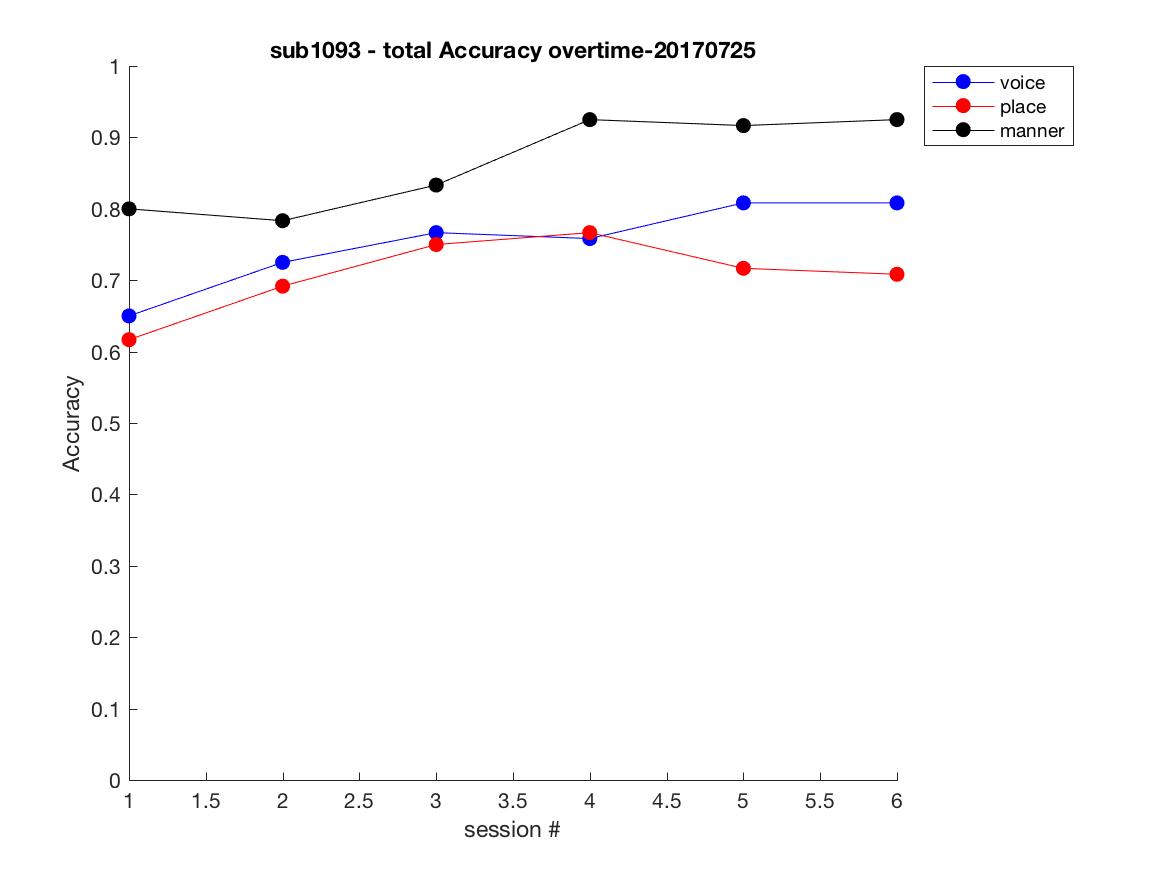 sub1093 - total Accuracy overtime-20170725
voice
place
manner
1
0.9
0.8
0.7
0.6
0.5
0.4
0.3
0.2
0.1
0
Accuracy
1 1.5 2 2.5 3 3.5 4 4.5 5 5.5 6
session #